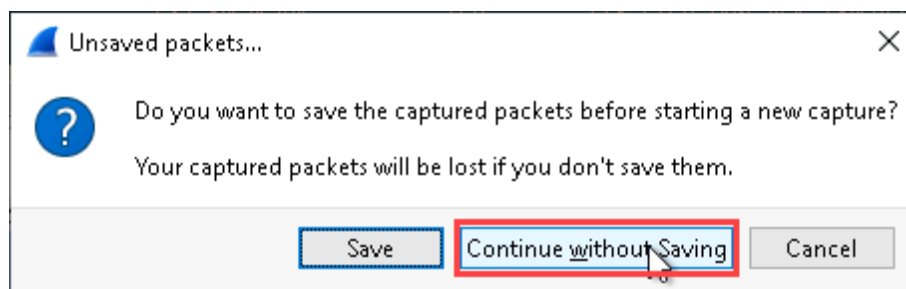 Unsaved packets...
Do you want to save the captured packets before starting a new capture?
Your captured packets will be lost if you don't save them.
Save Continue without Saving Cancel